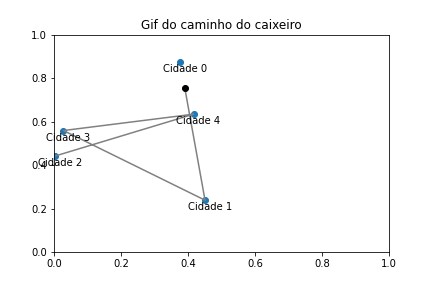 Gif do caminho do caixeiro
1.0
Cidade 0
0.8
Cidade 4
0.6
Cidade 3
0.4
Cidade 2
0.2
Cidade 1
0.0
0.0 0.2 0.4 0.6 0.8 1.0